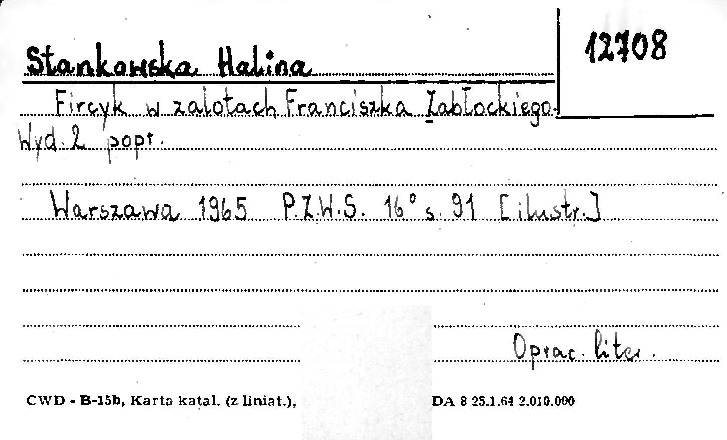 12708
Stankowska Halina
Fircyk w zalotach Franciszka Zabłockiego.
Wyd. 2 popr.
Warszawa 1965 P.Z.W.S. 16° s. 91 [ilustr.]
Oprac. liter.
CWD - B-15b, Karta katal. (z liniat.), DA 8 25.1.64 2.010.000